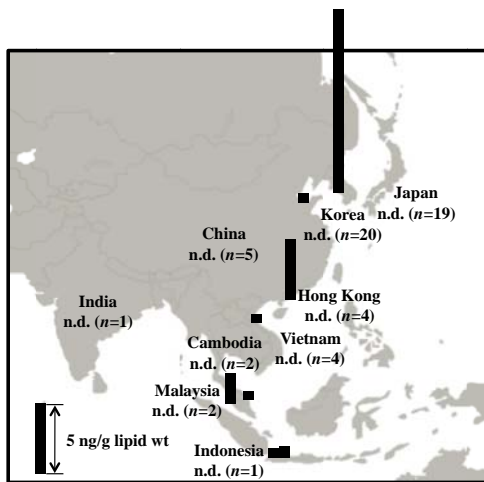 Japan
n.d. (n=19)
Korea
n.d. (n=20)
China
n.d. (n=5)
Hong Kong
n.d. (n=4)
India
n.d. (n=1)
Vietnam
n.d. (n=4)
Cambodia
n.d. (n=2)
Malaysia
n.d. (n=2)
5 ng/g lipid wt
Indonesia
n.d. (n=1)